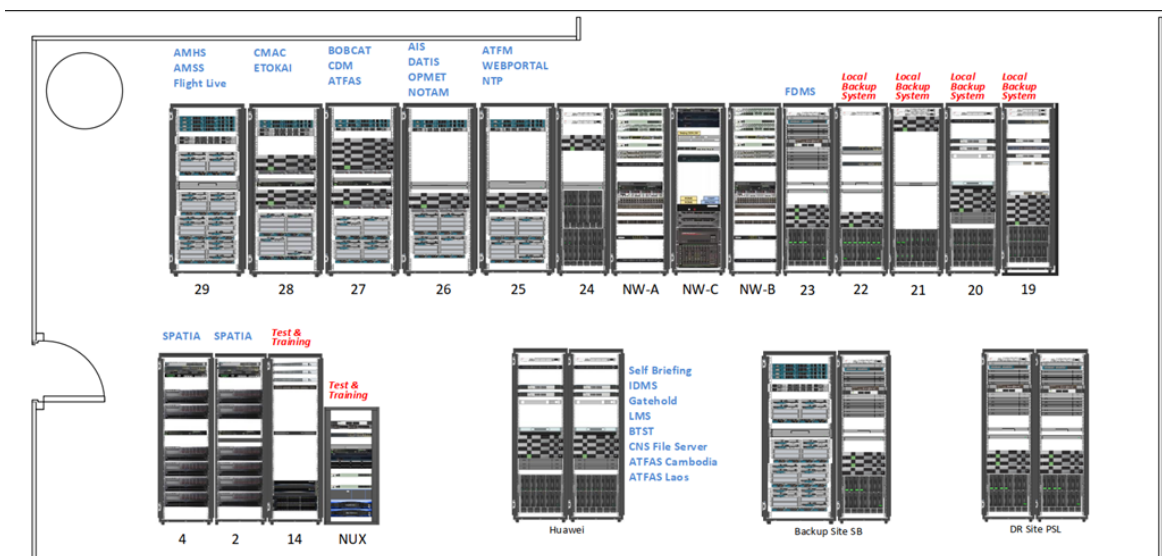 AMHS
AMSS
Flight Live
CMAC
ETOKAI
BOBCAT
CDM
ATFAS
AIS
DATIS
OPMET
NOTAM
ATFM
WEBPORTAL
NTP
FDMS
Local
Backup
System
Local
Backup
System
Local
Backup
System
Local
Backup
System
29
28
27
26
25
24
NW-A
NW-C
NW-B
23
22
21
20
19
SPATIA
SPATIA
Test &
Training
Test &
Training
4
2
14
NUX
Self Briefing
IDMS
Gatehold
LMS
BTST
CNS File Server
ATFAS Cambodia
ATFAS Laos
Huawei
Backup Site SB
DR Site PSL